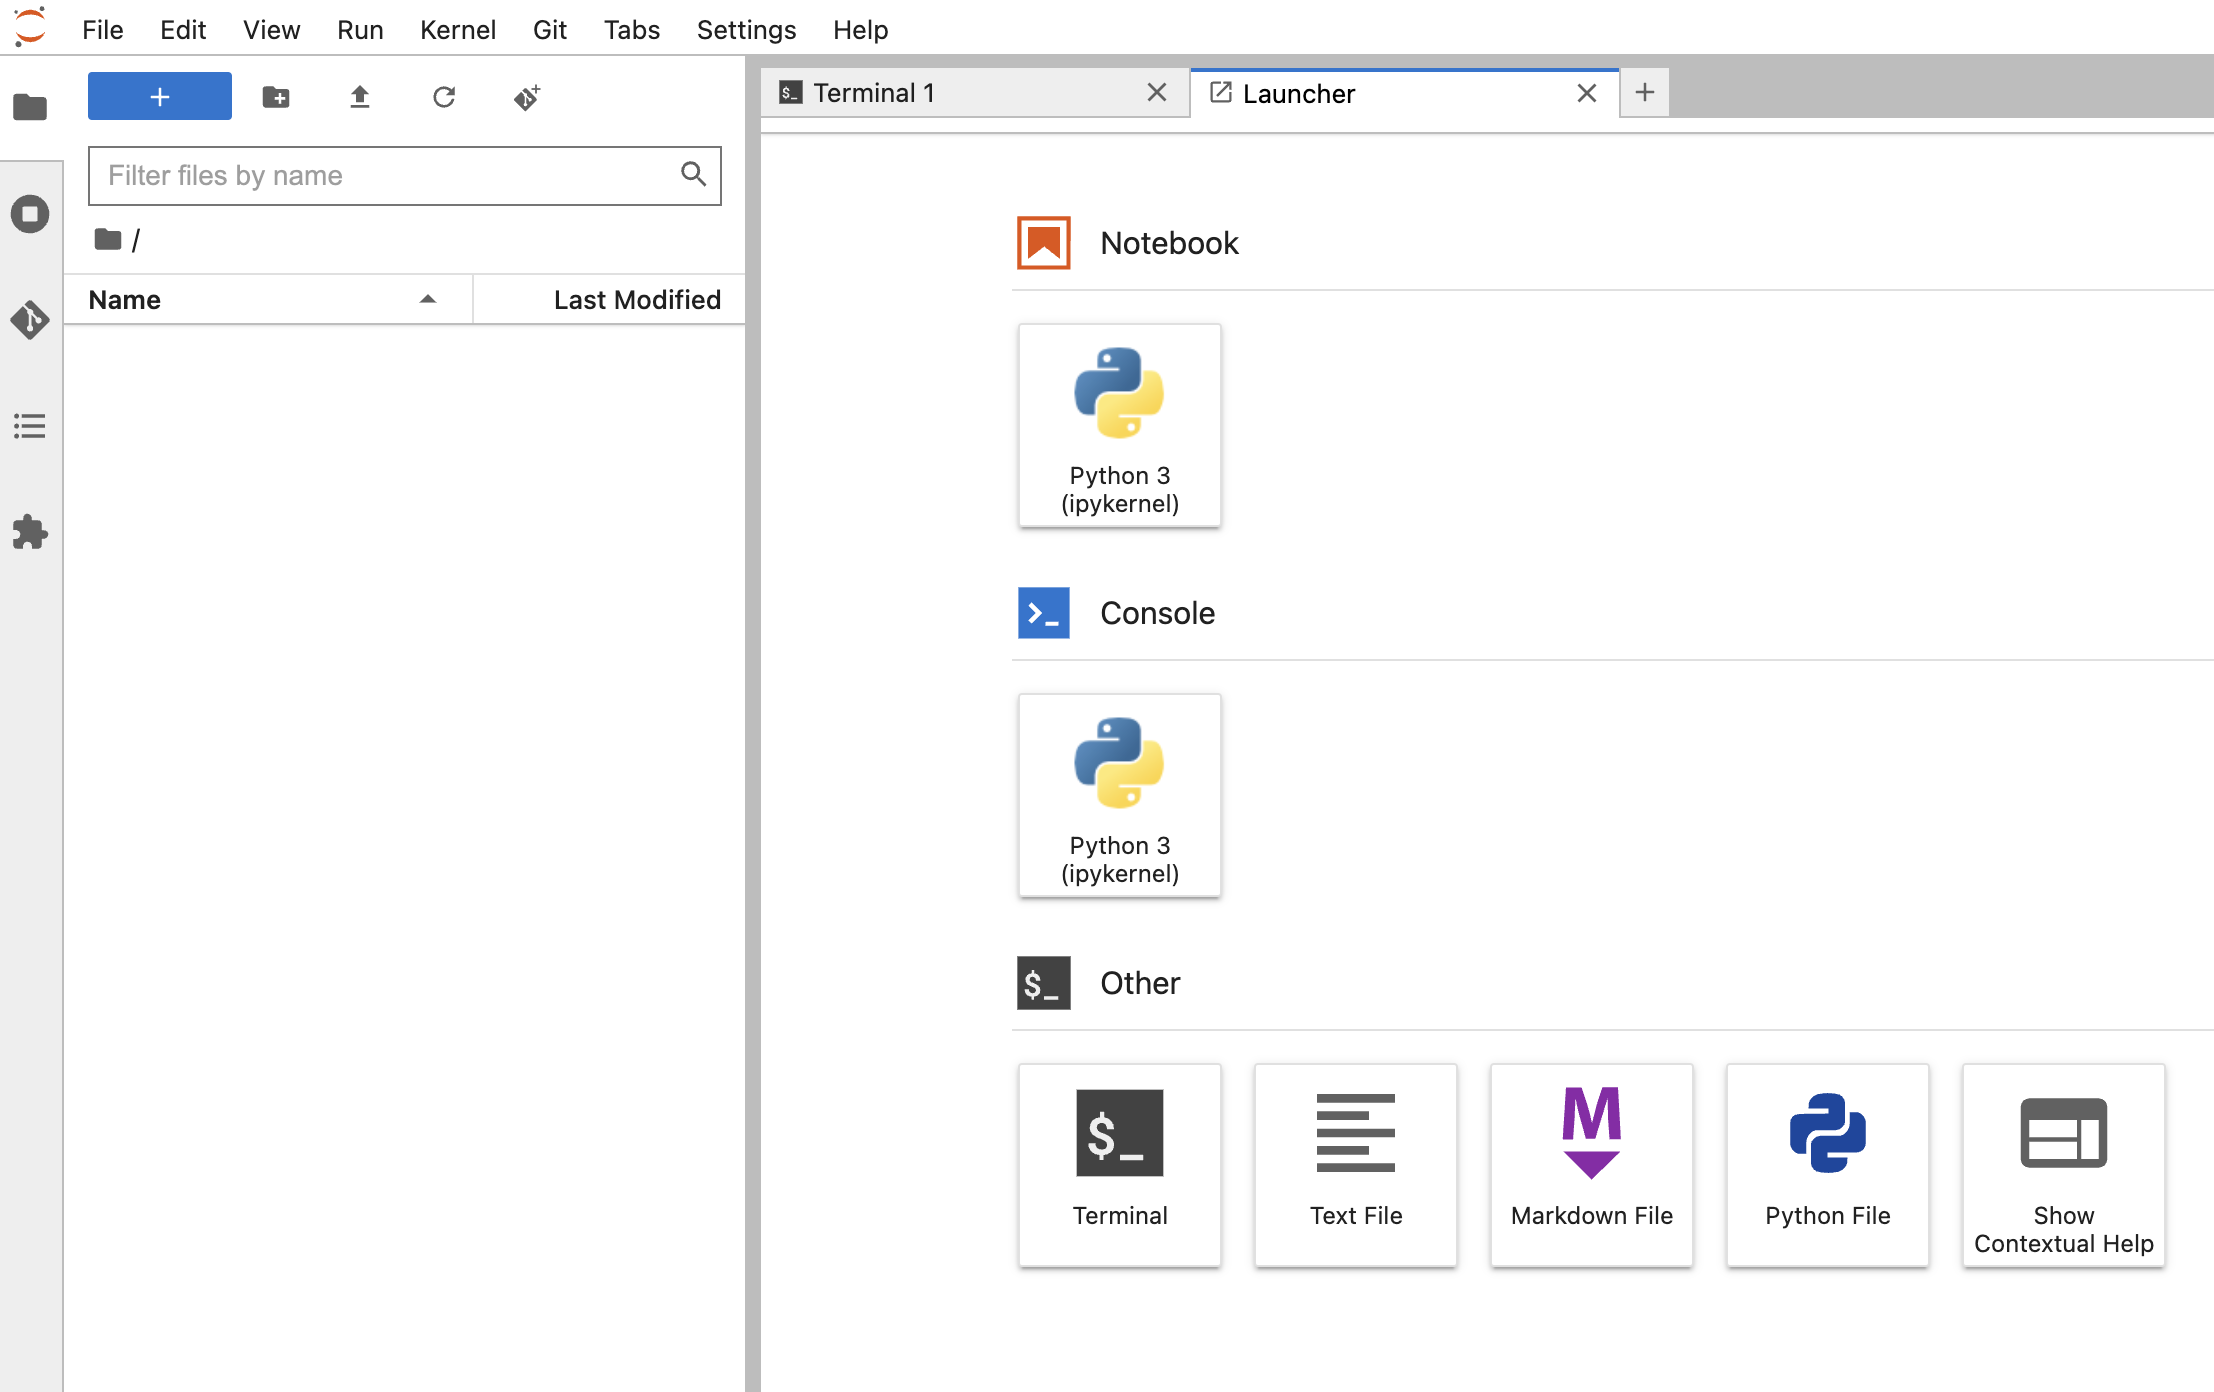 File Edit View Run Kernel Git Tabs Settings Help
Terminal 1
Launcher
Filter files by name
/
Name
Last Modified
Notebook
Python 3
(ipykernel)
Console
Python 3
(ipykernel)
$_ Other
$_
Terminal
Text File
M
Markdown File
Python File
Show
Contextual Help